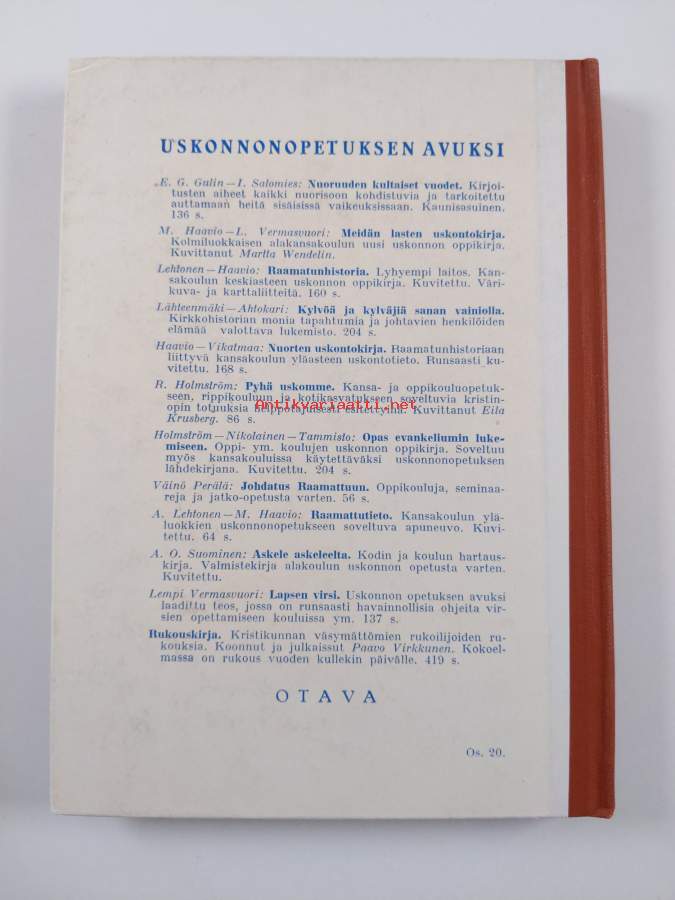 USKONNONOPETUKSEN AVUKSI
E. G. Gulin—I. Salomies: Nuoruuden kultaiset vuodet. Kirjoi-
tusten aiheet kaikki nuorisoon kohdistuvia ja tarkoitettu
auttamaan heitä sisäisissä vaikeuksissaan. Kaunisasuinen.
136 s.
M. Haavio—L. Vermasvuori: Meidän lasten uskontokirja.
Kolmiluokkaisen alakansakoulun uusi uskonnon oppikirja.
Kuvittanut Martta Wendelin.
Lehtonen—Haavio: Raamatunhistoria. Lyhyempi laitos. Kan-
sakoulun keskiasteen uskonnon oppikirja. Kuvitettu. Väri-
kuva- ja karttaliitteitä. 160 s.
Lähteenmäki—Ahtokari: Kylvöä ja kylväjiä sanan vainiolla.
Kirkkohistorian monia tapahtumia ja johtavien henkilöiden
elämää valottava lukemisto. 204 s.
Haavio—Vikatmaa: Nuorten uskontokirja. Raamatunhistoriaan
liittyvä kansakoulun yläasteen uskontotieto. Runsaasti ku-
vitettu. 168 s.
R. Holmström: Pyhä uskomme. Kansa- ja oppikouluopetuk-
seen, rippikouluun ja kotikasvatukseen soveltuvia kristin-
opin totuuksia helppotajuisesti esitettyinä. Kuvittanut Eila
Krusberg. 86 s.
Antikvariaatti.net
Holmström—Nikolainen—Tammisto: Opas evankeliumin luke-
miseen. Oppi- ym. koulujen uskonnon oppikirja. Soveltuu
myös kansakouluissa käytettäväksi uskonnonopetuksen
lähdekirjana. Kuvitettu. 204 s.
Väinö Perälä: Johdatus Raamattuun. Oppikouluja, seminaa-
reja ja jatko-opetusta varten. 56 s.
A. Lehtonen—M. Haavio: Raamattutieto. Kansakoulun ylä-
luokkien uskonnonopetukseen soveltuva apuneuvo. Kuvi-
tettu. 64 s.
A. O. Suominen: Askele askeleelta. Kodin ja koulun hartaus-
kirja. Valmistekirja alakoulun uskonnon opetusta varten.
Kuvitettu.
Lempi Vermasvuori: Lapsen virsi. Uskonnon opetuksen avuksi
laadittu teos, jossa on runsaasti havainnollisia ohjeita vir-
sien opettamiseen kouluissa ym. 137 s.
Rukouskirja. Kristikunnan väsymättömien rukoilijoiden ru-
kouksia. Koonnut ja julkaissut Paavo Virkkunen. Kokoel-
massa on rukous vuoden kullekin päivälle. 419 s.
OTAVA
Os. 20.